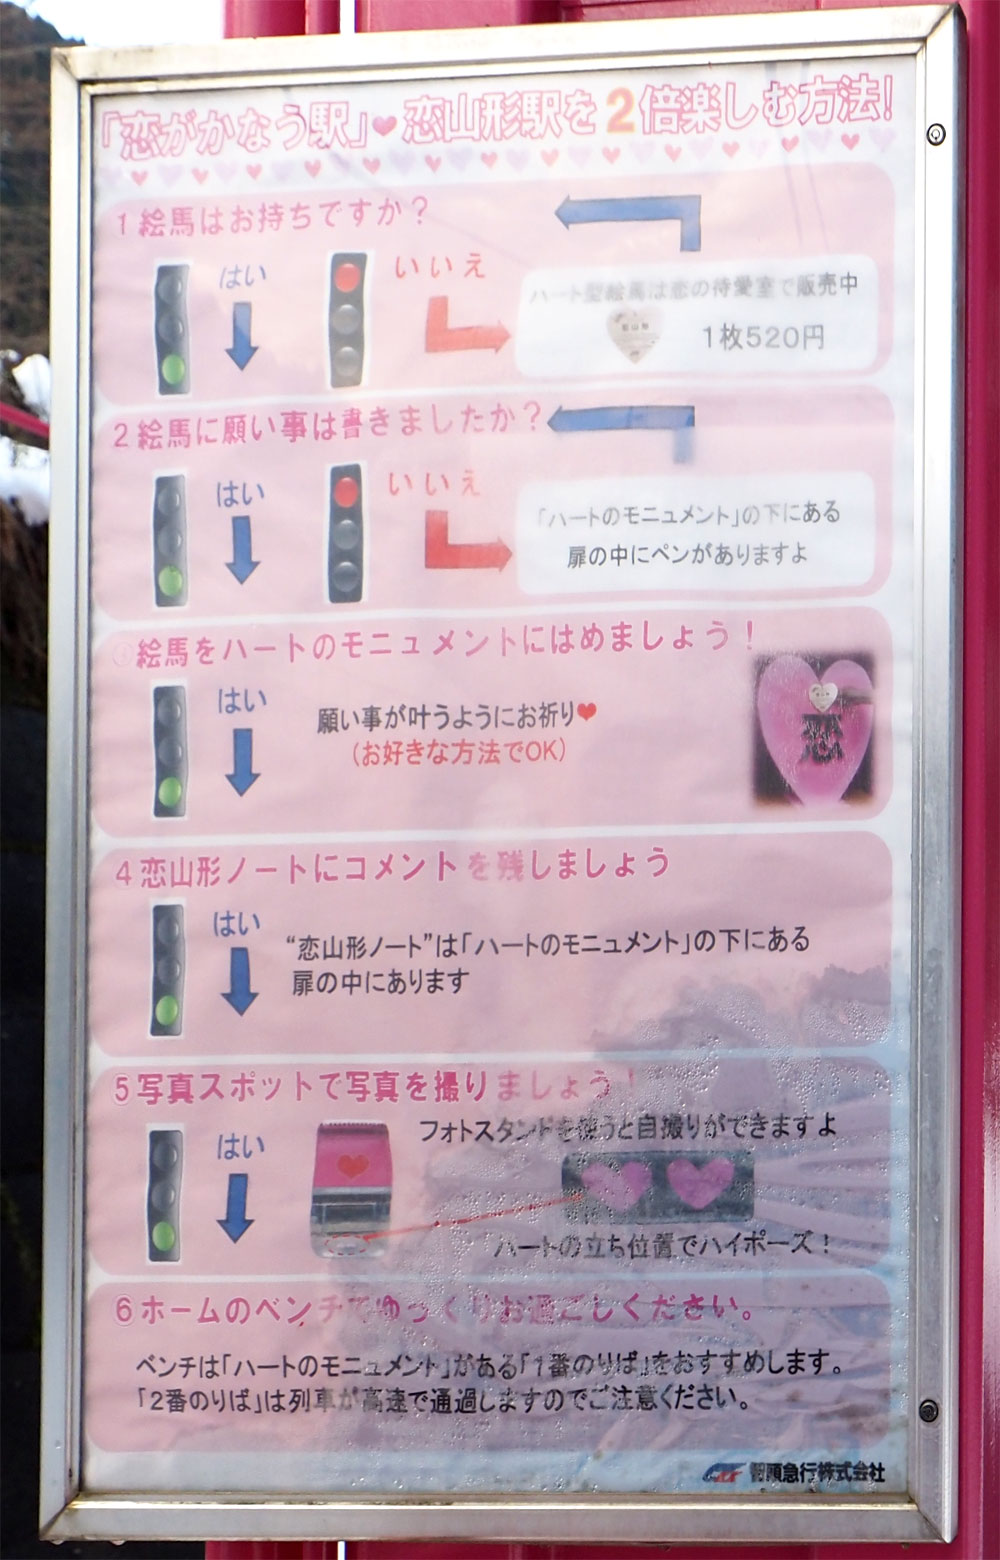 「恋がかなう駅」♥恋山形駅を2倍楽しむ方法!
1 絵馬はお持ちですか？
はい
いいえ
ハート型絵馬は恋の待愛室で販売中
恋山形
1枚520円
2 絵馬に願い事は書きましたか？
はい
いいえ
「ハートのモニュメント」の下にある
扉の中にペンがありますよ
③絵馬をハートのモニュメントにはめましょう！
はい
願い事が叶うようにお祈り♥
(お好きな方法でOK)
恋
4 恋山形ノートにコメントを残しましょう
はい
“恋山形ノート”は「ハートのモニュメント」の下にある
扉の中にあります
5 写真スポットで写真を撮りましょう！
はい
フォトスタンドを使うと自撮りができますよ
ハートの立ち位置でハイポーズ！
6 ホームのベンチでゆっくりお過ごしください。
ベンチは「ハートのモニュメント」がある「1番のりば」をおすすめします。
「2番のりば」は列車が高速で通過しますのでご注意ください。
智頭急行株式会社